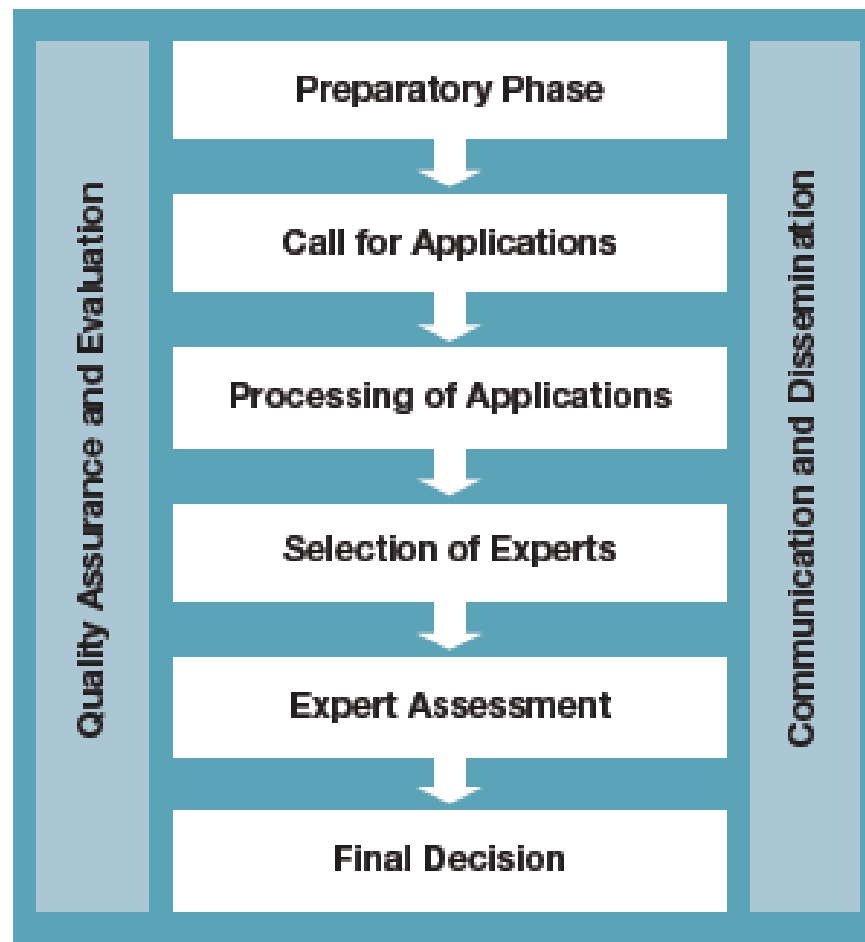 Preparatory Phase
Call for Applications
Processing of Applications
Selection of Experts
Expert Assessment
Final Decision
Quality Assurance and Evaluation
Communication and Dissemination